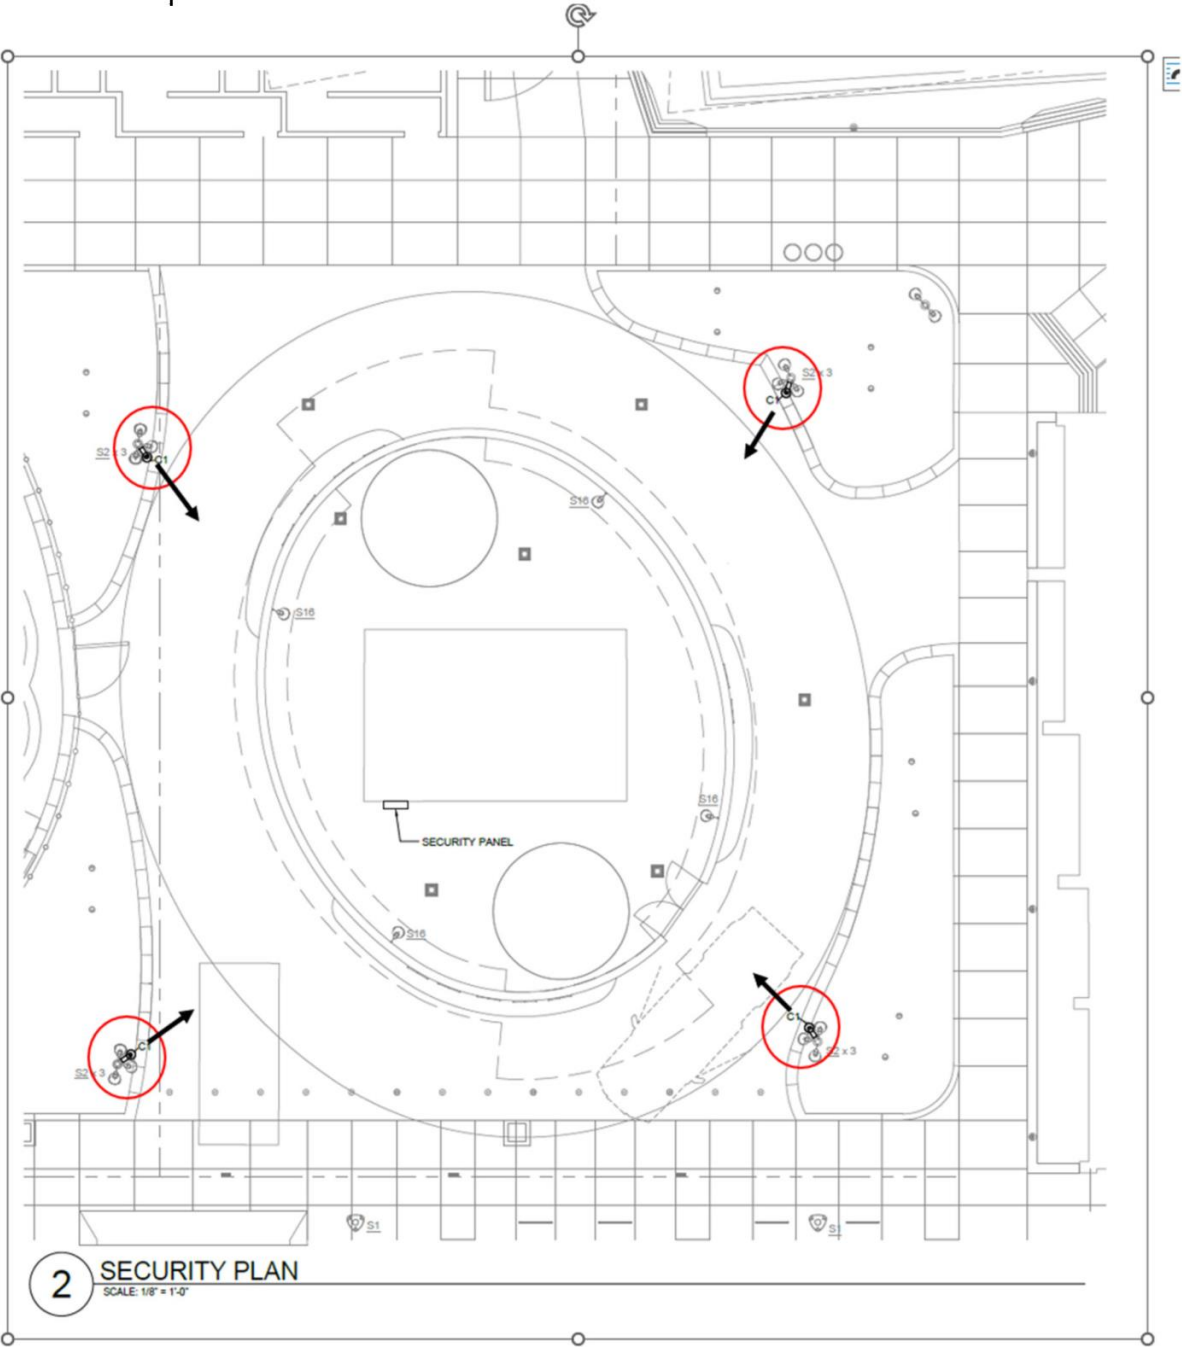 S2 x 3
C1
S2 x 3
C1
S16
S16
S16
SECURITY PANEL
S16
C1
S2 x 3
C1
S2 x 3
S1
S1
2
SECURITY PLAN
SCALE: 1/8" = 1'-0"